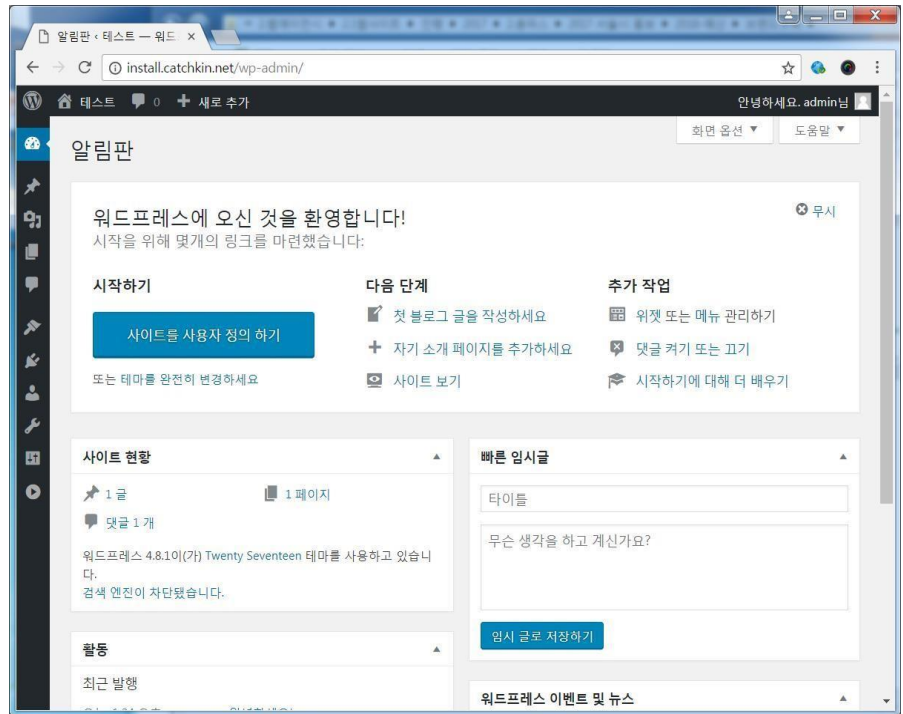 알림판 ‹ 테스트 — 워드
install.catchkin.net/wp-admin/
테스트 0 새로 추가 안녕하세요. admin님
화면 옵션 도움말
알림판
워드프레스에 오신 것을 환영합니다! 무시
시작을 위해 몇개의 링크를 마련했습니다:
시작하기 다음 단계 추가 작업
사이트를 사용자 정의 하기 첫 블로그 글을 작성하세요 위젯 또는 메뉴 관리하기
자기 소개 페이지를 추가하세요 댓글 켜기 또는 끄기
또는 테마를 완전히 변경하세요 사이트 보기 시작하기에 대해 더 배우기
사이트 현황
1 글 1 페이지
댓글 1 개
워드프레스 4.8.1이(가) Twenty Seventeen 테마를 사용하고 있습니
다.
검색 엔진이 차단됐습니다.
활동
최근 발행
빠른 임시글
타이틀
무슨 생각을 하고 계신가요?
임시 글로 저장하기
워드프레스 이벤트 및 뉴스